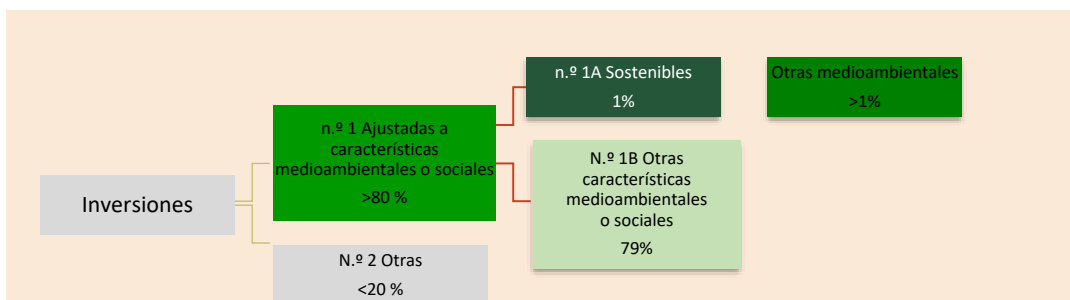 Inversiones
n.º 1 Ajustadas a
características
medioambientales o sociales
>80 %
N.º 2 Otras
<20 %
n.º 1A Sostenibles
1%
N.º 1B Otras
características
medioambientales
o sociales
79%
Otras medioambientales
>1%